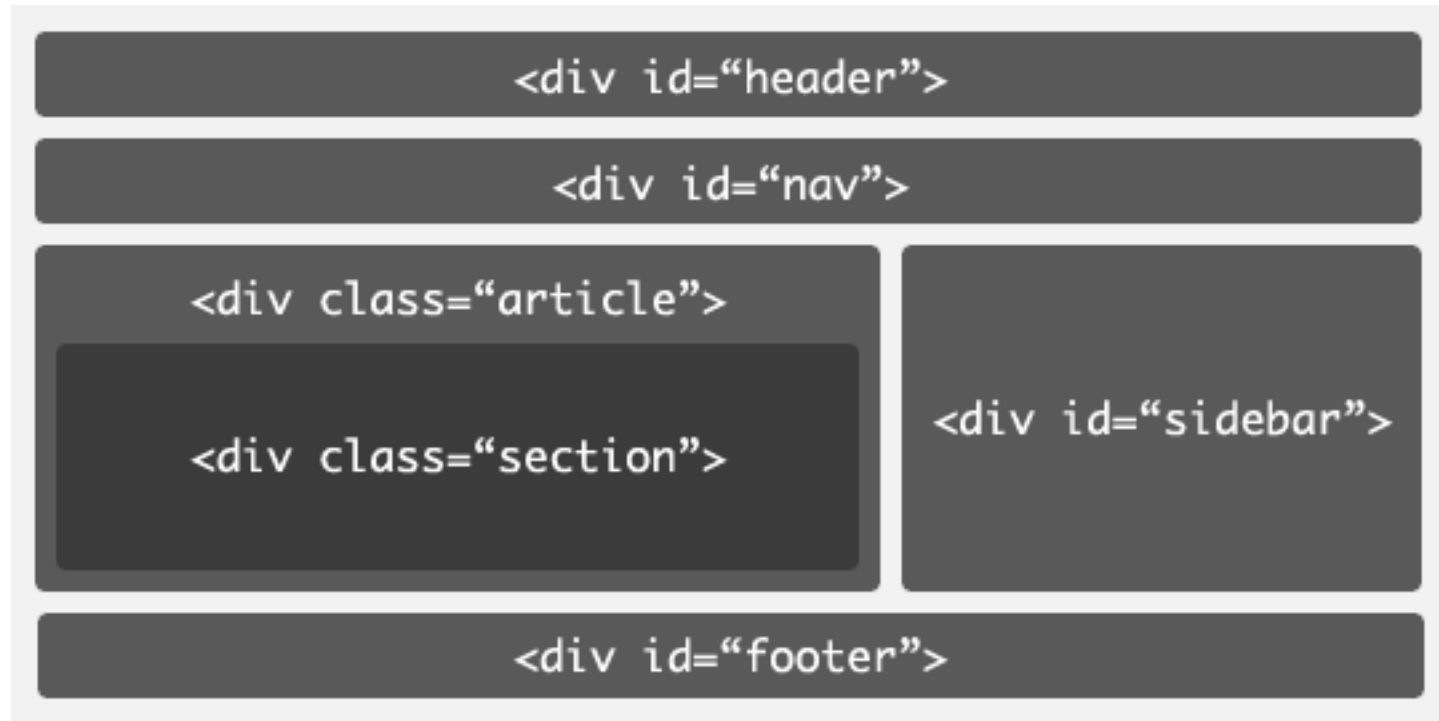 <div id=“header”>
<div id=“nav”>
<div class=“article”>
<div class=“section”>
<div id=“sidebar”>
<div id=“footer”>